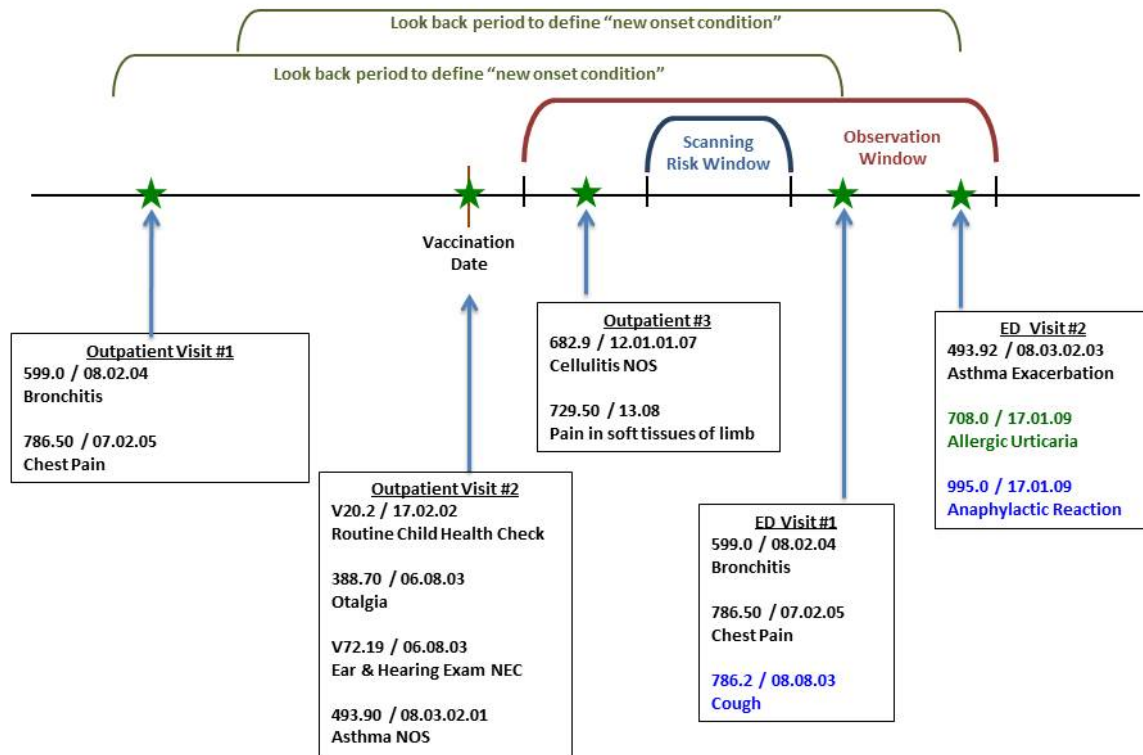 Look back period to define “new onset condition”
Look back period to define “new onset condition”
Scanning
Risk Window
Observation
Window
Vaccination
Date
Outpatient Visit #1
599.0 / 08.02.04
Bronchitis
786.50 / 07.02.05
Chest Pain
Outpatient Visit #2
V20.2 / 17.02.02
Routine Child Health Check
388.70 / 06.08.03
Otalgia
V72.19 / 06.08.03
Ear & Hearing Exam NEC
493.90 / 08.03.02.01
Asthma NOS
Outpatient #3
682.9 / 12.01.01.07
Cellulitis NOS
729.50 / 13.08
Pain in soft tissues of limb
ED Visit #1
599.0 / 08.02.04
Bronchitis
786.50 / 07.02.05
Chest Pain
786.2 / 08.08.03
Cough
ED Visit #2
493.92 / 08.03.02.03
Asthma Exacerbation
708.0 / 17.01.09
Allergic Urticaria
995.0 / 17.01.09
Anaphylactic Reaction